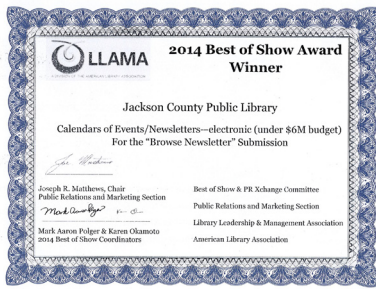 LLAMA
A DIVISION OF THE AMERICAN LIBRARY ASSOCIATION
2014 Best of Show Award
Winner
Jackson County Public Library
Calendars of Events/Newsletters—electronic (under $6M budget)
For the "Browse Newsletter" Submission
Joseph R. Matthews, Chair
Public Relations and Marketing Section
Mark Aaron Polger & Karen Okamoto
2014 Best of Show Coordinators
Best of Show & PR Xchange Committee
Public Relations and Marketing Section
Library Leadership & Management Association
American Library Association